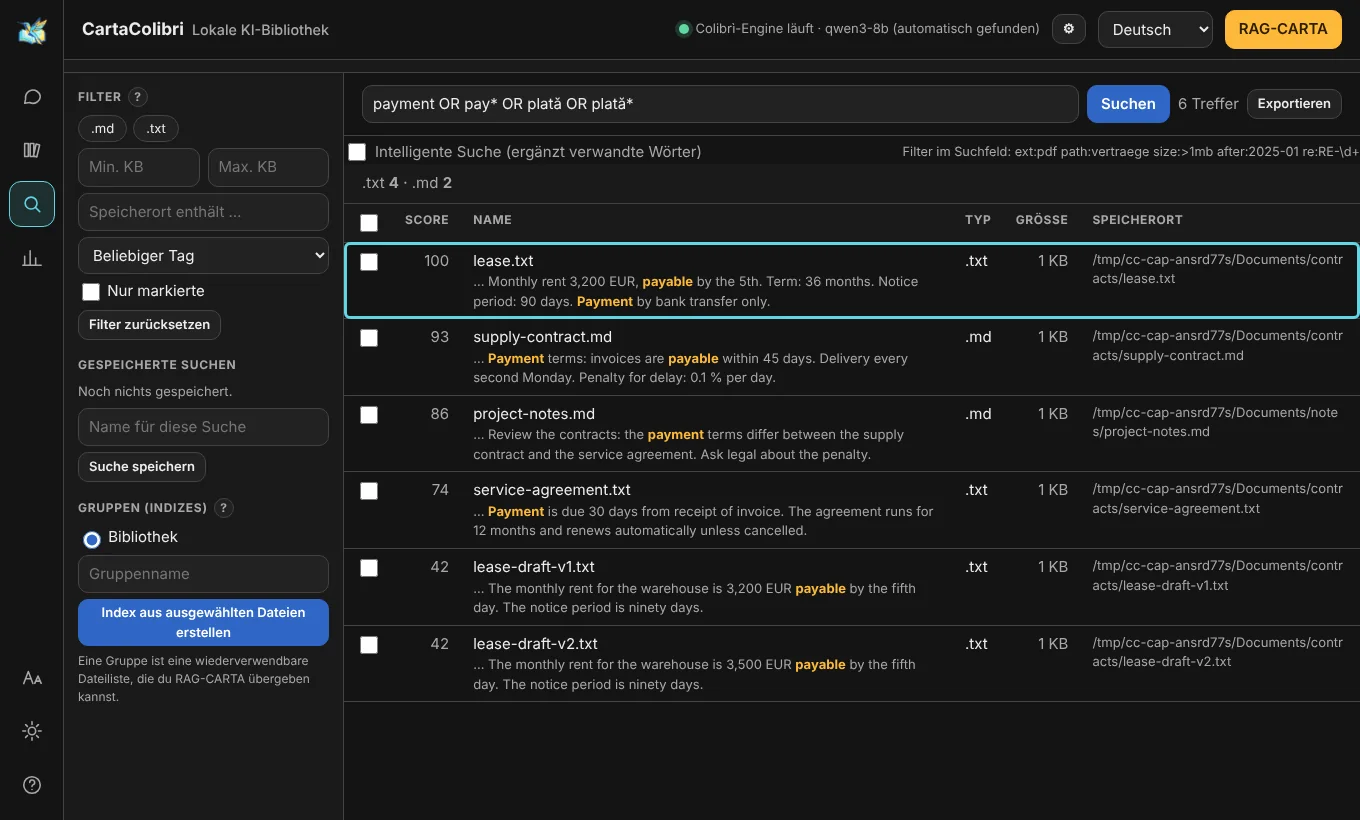 CartaColibri Lokale KI-Bibliothek
Colibrì-Engine läuft · qwen3-8b (automatisch gefunden)
Deutsch
RAG-CARTA
FILTER ?
.md .txt
Min. KB Max. KB
Speicherort enthält ...
Beliebiger Tag
Nur markierte
Filter zurücksetzen
GESPEICHERTE SUCHEN
Noch nichts gespeichert.
Name für diese Suche
Suche speichern
GRUPPEN (INDIZES) ?
Bibliothek
Gruppenname
Index aus ausgewählten Dateien
erstellen
Eine Gruppe ist eine wiederverwendbare
Dateiliste, die du RAG-CARTA übergeben
kannst.
AA
?
payment OR pay* OR plată OR plată*
Suchen
6 Treffer
Exportieren
Intelligente Suche (ergänzt verwandte Wörter)
Filter im Suchfeld: ext:pdf path:vertraege size:>1mb after:2025-01 re:RE-\d+
.txt 4 · .md 2
SCORE NAME TYP GRÖSSE SPEICHERORT
100 lease.txt .txt 1 KB /tmp/cc-cap-ansrd77s/Documents/contr
acts/lease.txt
... Monthly rent 3,200 EUR, payable by the 5th. Term: 36 months. Notice
period: 90 days. Payment by bank transfer only.
93 supply-contract.md .md 1 KB /tmp/cc-cap-ansrd77s/Documents/contr
acts/supply-contract.md
... Payment terms: invoices are payable within 45 days. Delivery every
second Monday. Penalty for delay: 0.1 % per day.
86 project-notes.md .md 1 KB /tmp/cc-cap-ansrd77s/Documents/note
s/project-notes.md
... Review the contracts: the payment terms differ between the supply
contract and the service agreement. Ask legal about the penalty.
74 service-agreement.txt .txt 1 KB /tmp/cc-cap-ansrd77s/Documents/contr
acts/service-agreement.txt
... Payment is due 30 days from receipt of invoice. The agreement runs for
12 months and renews automatically unless cancelled.
42 lease-draft-v1.txt .txt 1 KB /tmp/cc-cap-ansrd77s/Documents/contr
acts/lease-draft-v1.txt
... The monthly rent for the warehouse is 3,200 EUR payable by the fifth
day. The notice period is ninety days.
42 lease-draft-v2.txt .txt 1 KB /tmp/cc-cap-ansrd77s/Documents/contr
acts/lease-draft-v2.txt
... The monthly rent for the warehouse is 3,500 EUR payable by the fifth
day. The notice period is ninety days.